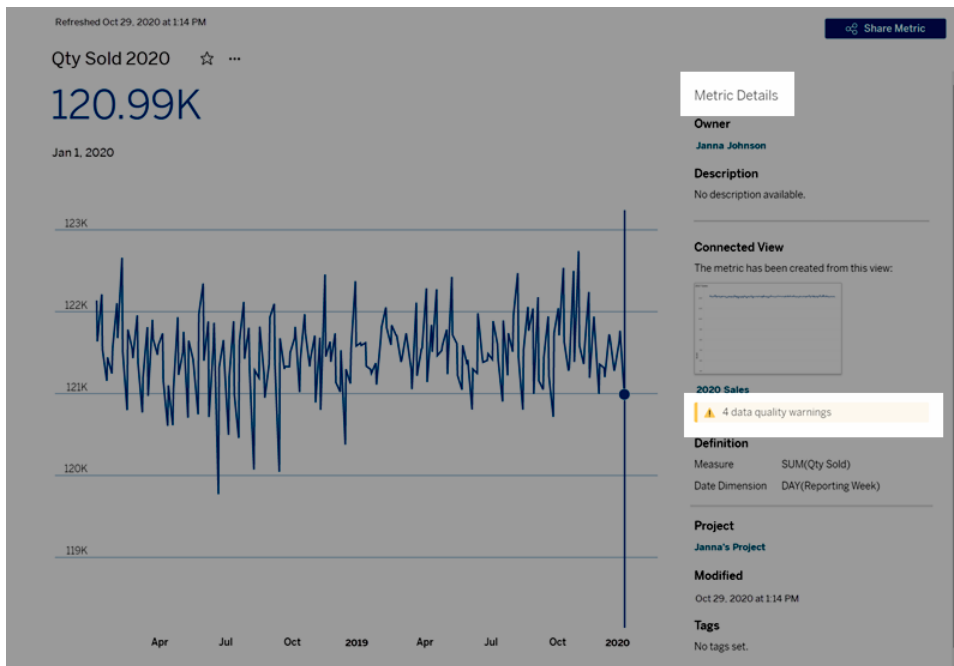 Refreshed Oct 29, 2020 at 1:14 PM
Share Metric
Qty Sold 2020
120.99K
Jan 1, 2020
123K
122K
121K
120K
119K
Apr Jul Oct 2019 Apr Jul Oct 2020
Metric Details
Owner
Janna Johnson
Description
No description available.
Connected View
The metric has been created from this view:
2020 Sales
4 data quality warnings
Definition
Measure SUM(Qty Sold)
Date Dimension DAY(Reporting Week)
Project
Janna's Project
Modified
Oct 29, 2020 at 1:14 PM
Tags
No tags set.